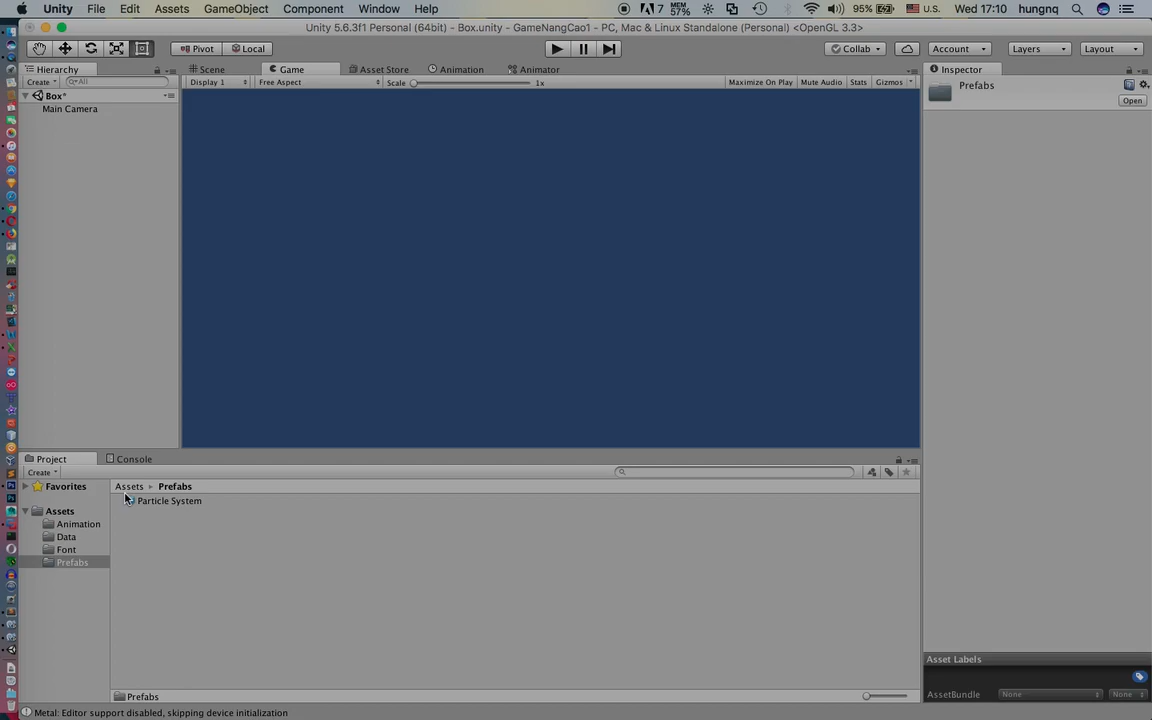 Unity File Edit Assets GameObject Component Window Help 7 MEM 57% 95% U.S. Wed 17:10 hungnq
Unity 5.6.3f1 Personal (64bit) - Box.unity - GameNangCao1 - PC, Mac & Linux Standalone (Personal) <OpenGL 3.3>
Pivot Local Collab Account Layers Layout
Hierarchy Scene Game Asset Store Animation Animator Inspector
Create All Display 1 Free Aspect Scale 1x Maximize On Play Mute Audio Stats Gizmos Prefabs
Box*
Open
Main Camera
Project Console
Create
Favorites Assets Prefabs
Particle System
Assets
Animation
Data
Font
Prefabs
Asset Labels
Prefabs AssetBundle None None
Metal: Editor support disabled, skipping device initialization